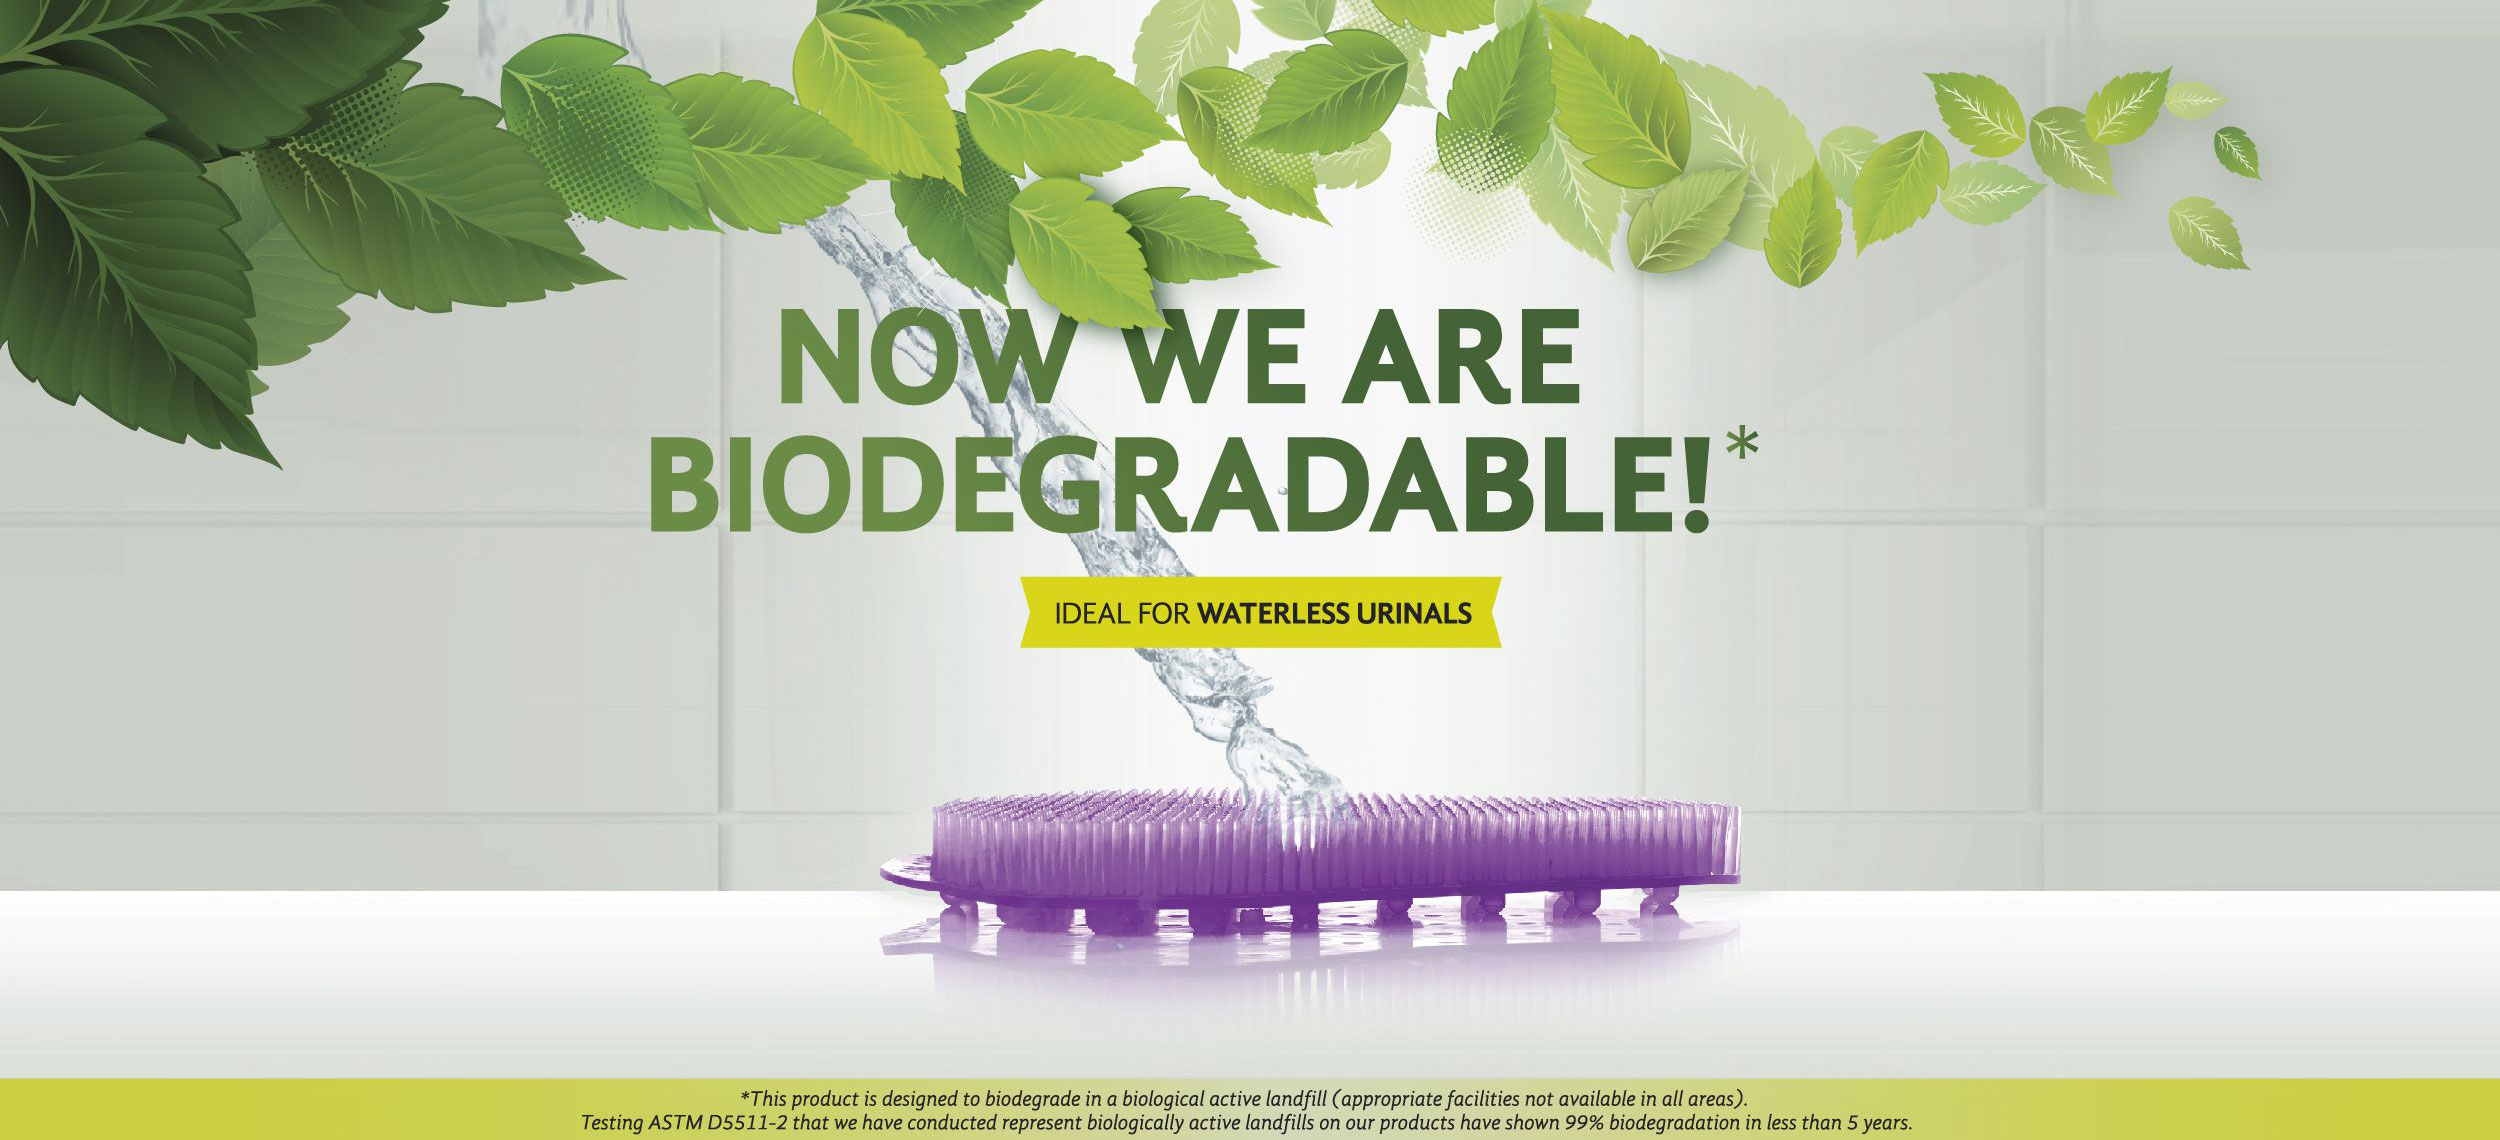 NOW WE ARE
BIODEGRADABLE!*
IDEAL FOR WATERLESS URINALS
*This product is designed to biodegrade in a biological active landfill (appropriate facilities not available in all areas).
Testing ASTM D5511-2 that we have conducted represent biologically active landfills on our products have shown 99% biodegradation in less than 5 years.